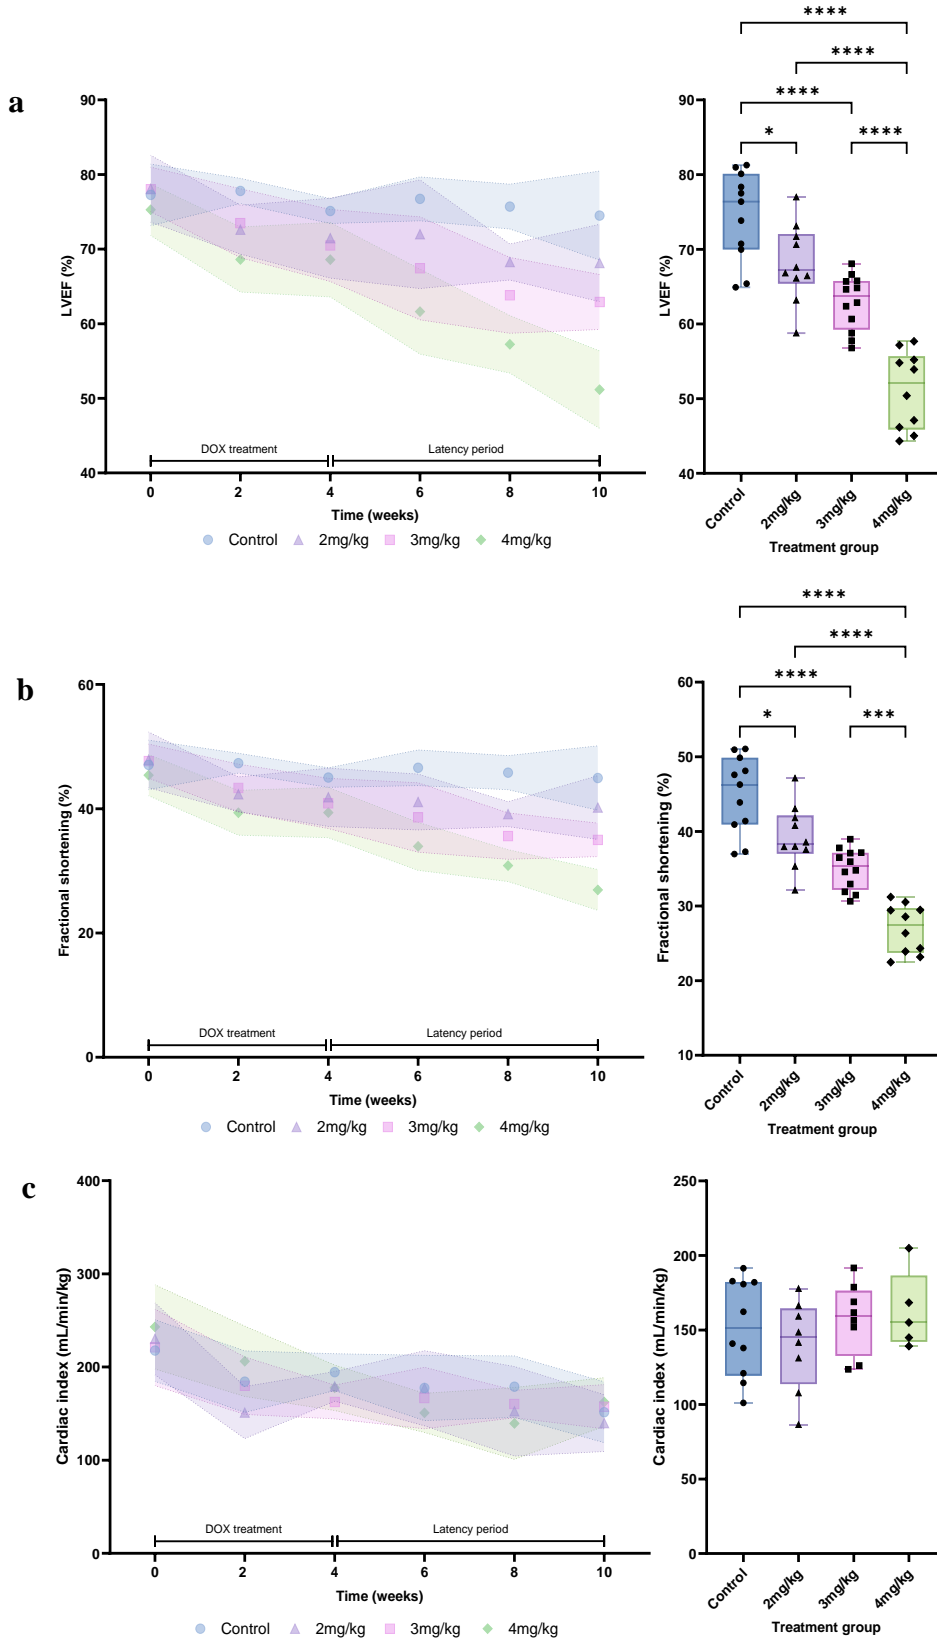 a
****
****
****
* ****
90
80
70
60
50
40
LVEF (%)
DOX treatment Latency period
0 2 4 6 8 10
Time (weeks)
Control 2mg/kg 3mg/kg 4mg/kg
90
80
70
60
50
40
LVEF (%)
Control 2mg/kg 3mg/kg 4mg/kg
Treatment group
b
****
****
****
* ***
60
40
20
0
Fractional shortening (%)
DOX treatment Latency period
0 2 4 6 8 10
Time (weeks)
Control 2mg/kg 3mg/kg 4mg/kg
60
50
40
30
20
10
Fractional shortening (%)
Control 2mg/kg 3mg/kg 4mg/kg
Treatment group
c
400
300
200
100
0
Cardiac index (mL/min/kg)
DOX treatment Latency period
0 2 4 6 8 10
Time (weeks)
Control 2mg/kg 3mg/kg 4mg/kg
250
200
150
100
50
0
Cardiac index (mL/min/kg)
Control 2mg/kg 3mg/kg 4mg/kg
Treatment group